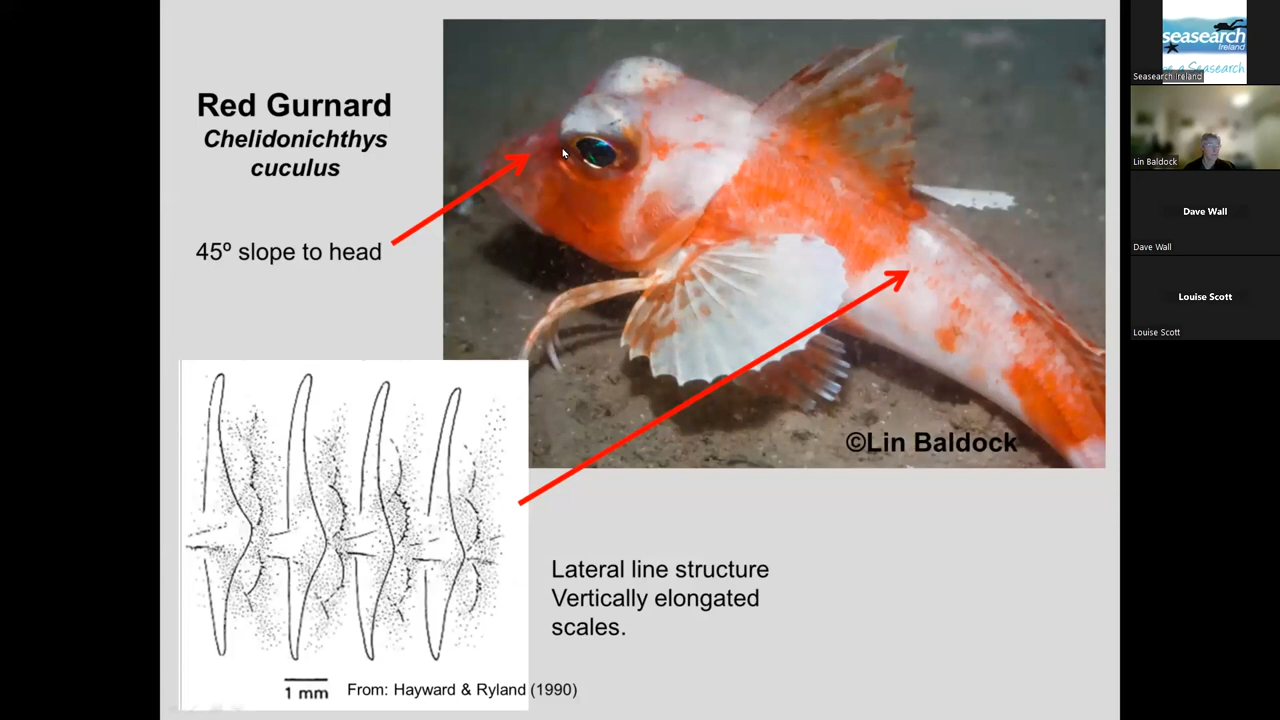 Red Gurnard
Chelidonichthys
cuculus
45º slope to head
©Lin Baldock
Lateral line structure
Vertically elongated
scales.
1 mm
From: Hayward & Ryland (1990)
seasearch
Ireland
e a Seasearch
Seasearch Ireland
Lin Baldock
Dave Wall
Dave Wall
Louise Scott
Louise Scott